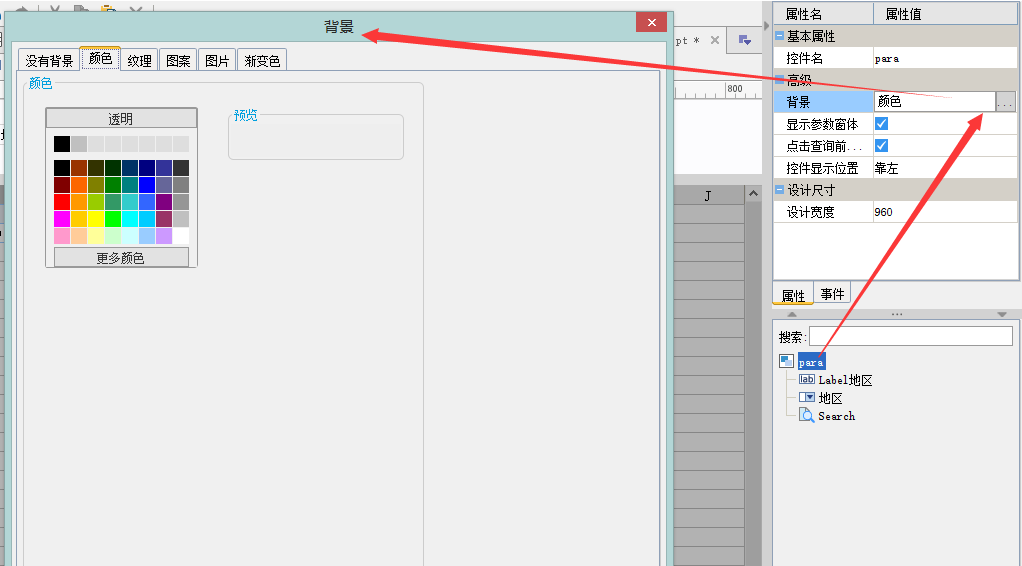 背景
没有背景 颜色 纹理 图案 图片 渐变色
颜色
透明
预览
更多颜色
pt *
800
J
属性名 属性值
基本属性
控件名 para
高级
背景 颜色 ...
显示参数窗体
点击查询前...
控件显示位置 靠左
设计尺寸
设计宽度 960
属性 事件
搜索:
para
lab Label地区
地区
Search